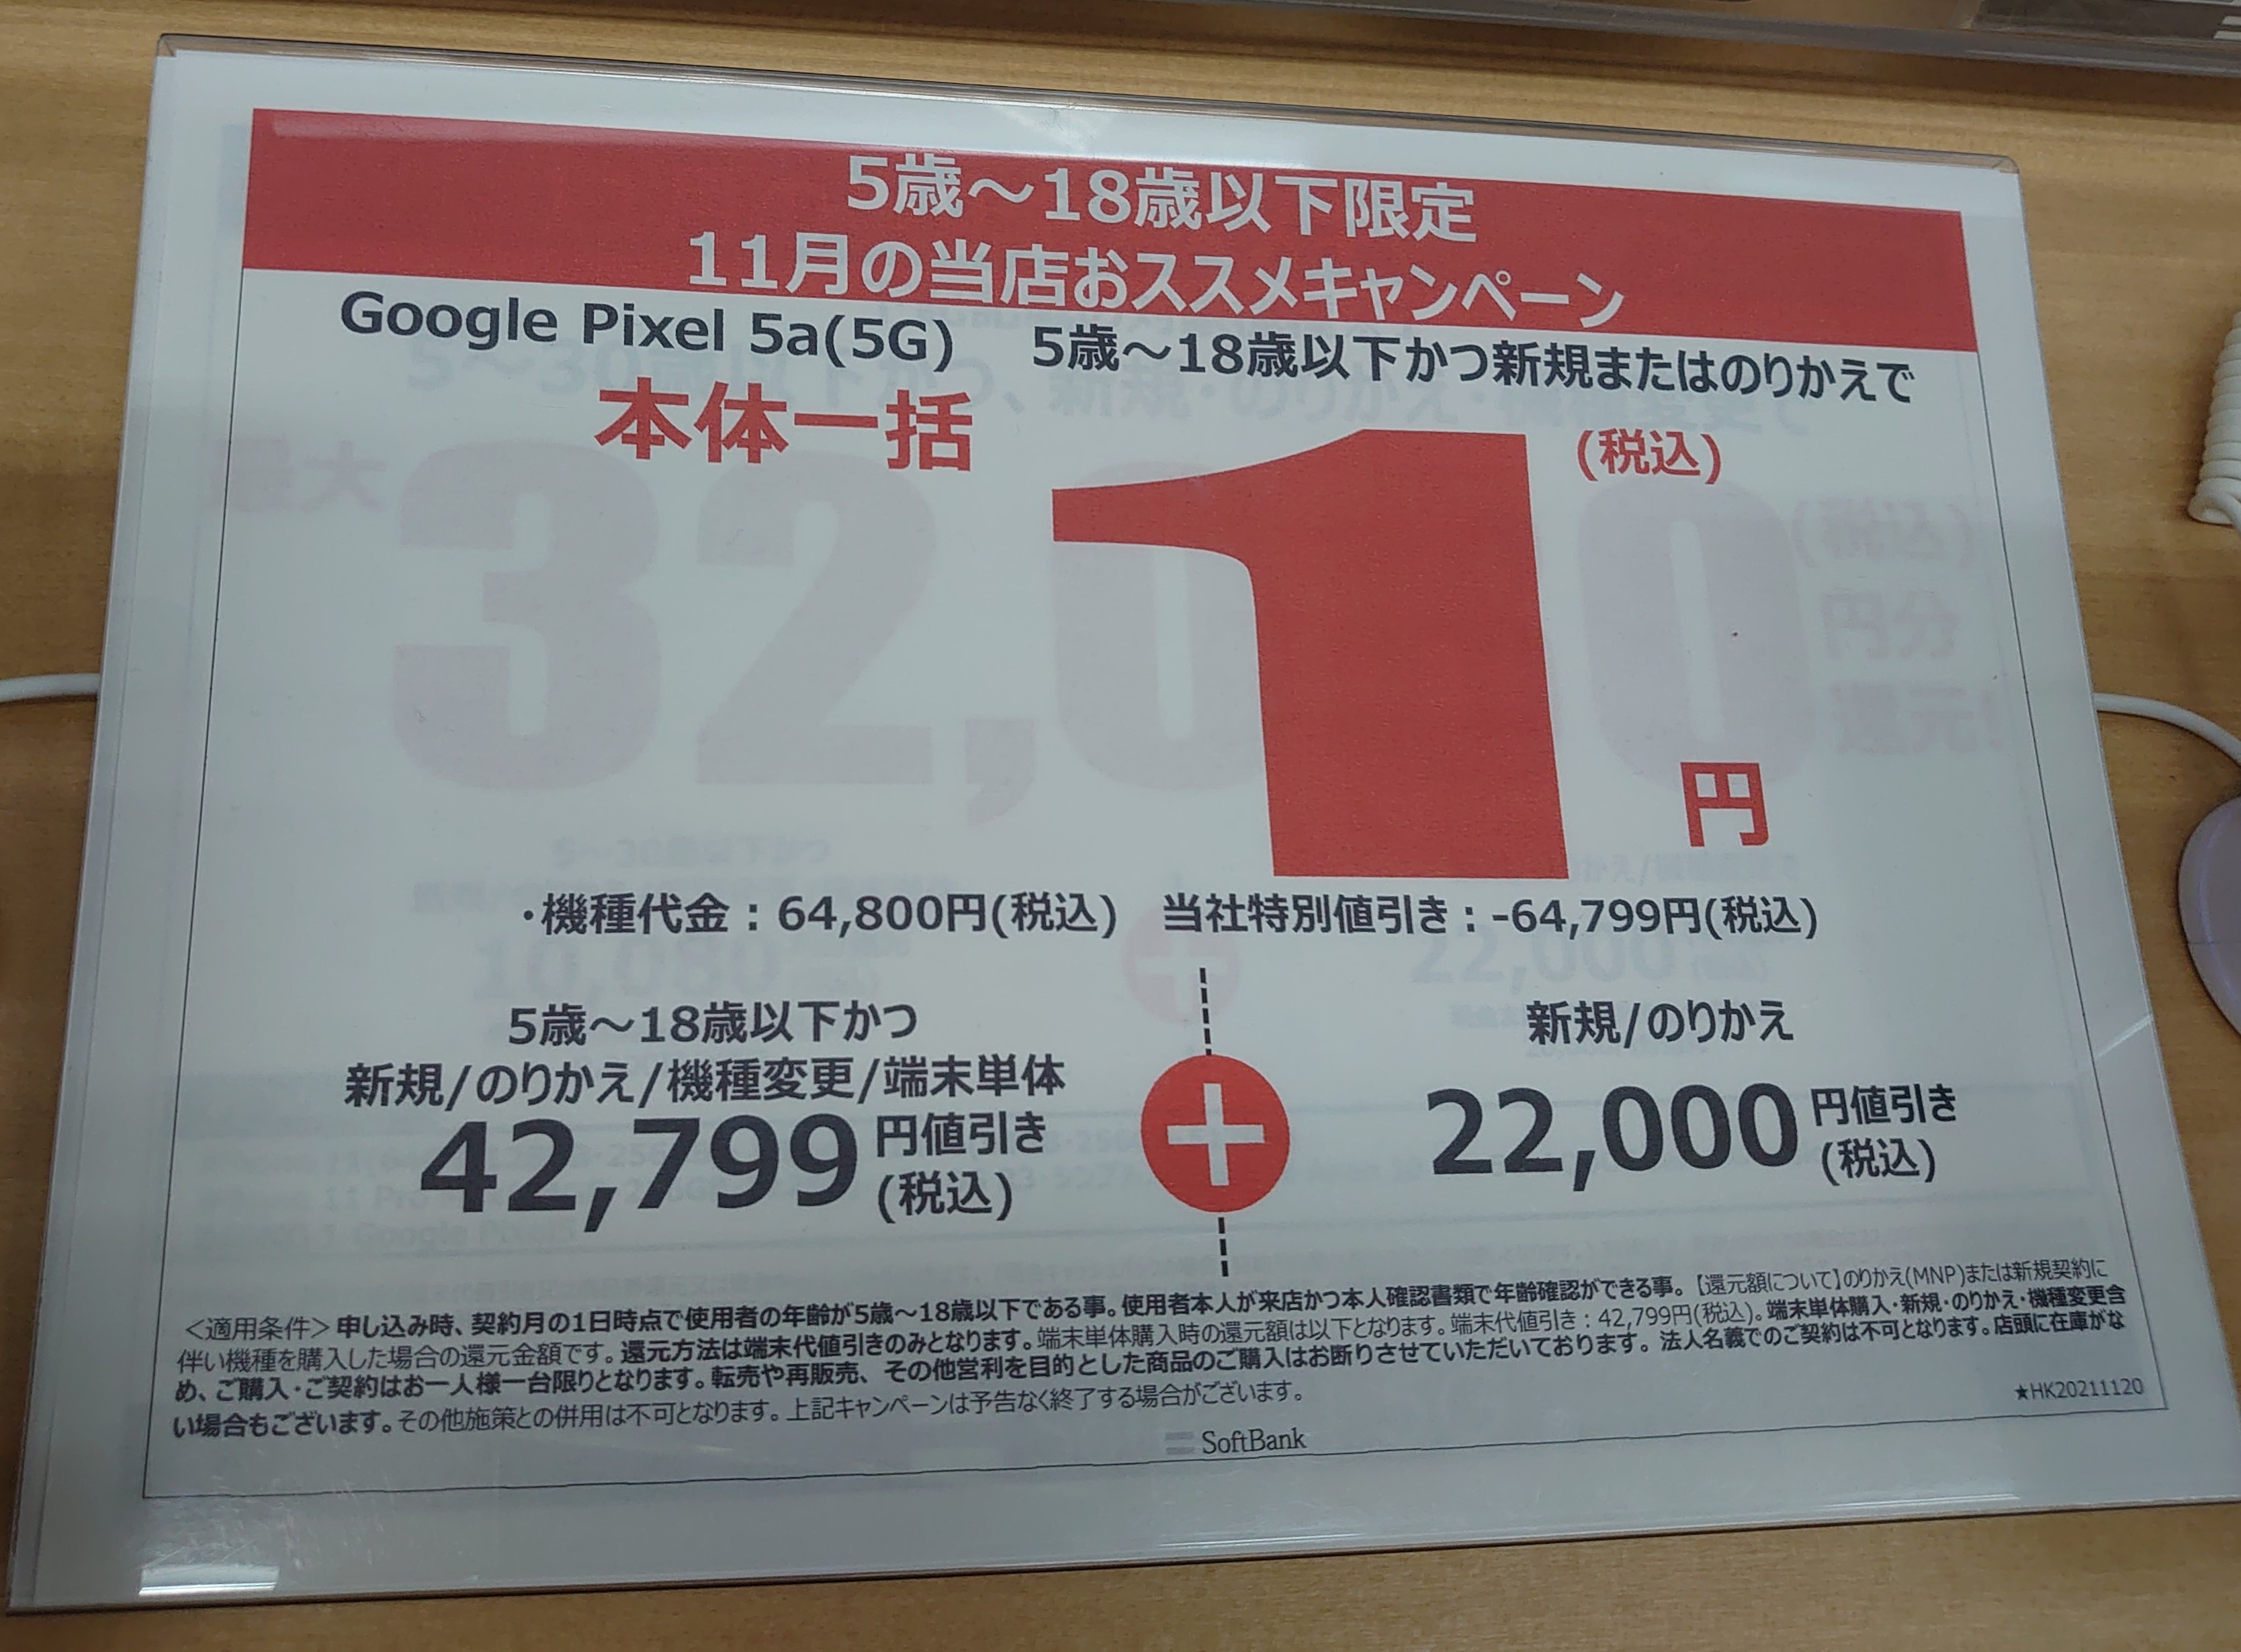 5歳～18歳以下限定
11月の当店おススメキャンペーン
Google Pixel 5a(5G) 5歳～18歳以下かつ新規またはのりかえで
本体一括 1円 (税込)
・機種代金：64,800円(税込) 当社特別値引き：-64,799円(税込)
5歳～18歳以下かつ
新規/のりかえ/機種変更/端末単体
42,799円値引き
(税込)
+
新規/のりかえ
22,000円値引き
(税込)
＜適用条件＞申し込み時、契約月の1日時点で使用者の年齢が5歳～18歳以下である事。使用者本人が来店かつ本人確認書類で年齢確認ができる事。【還元額について】のりかえ(MNP)または新規契約に
伴い機種を購入した場合の還元金額です。還元方法は端末代値引きのみとなります。端末単体購入時の還元額は以下となります。端末代値引き：42,799円(税込)。端末単体購入・新規・のりかえ・機種変更含
め、ご購入・ご契約はお一人様一台限りとなります。転売や再販売、その他営利を目的とした商品のご購入はお断りさせていただいております。法人名義でのご契約は不可となります。店頭に在庫がな
い場合もございます。その他施策との併用は不可となります。上記キャンペーンは予告なく終了する場合がございます。
★HK20211120
SoftBank